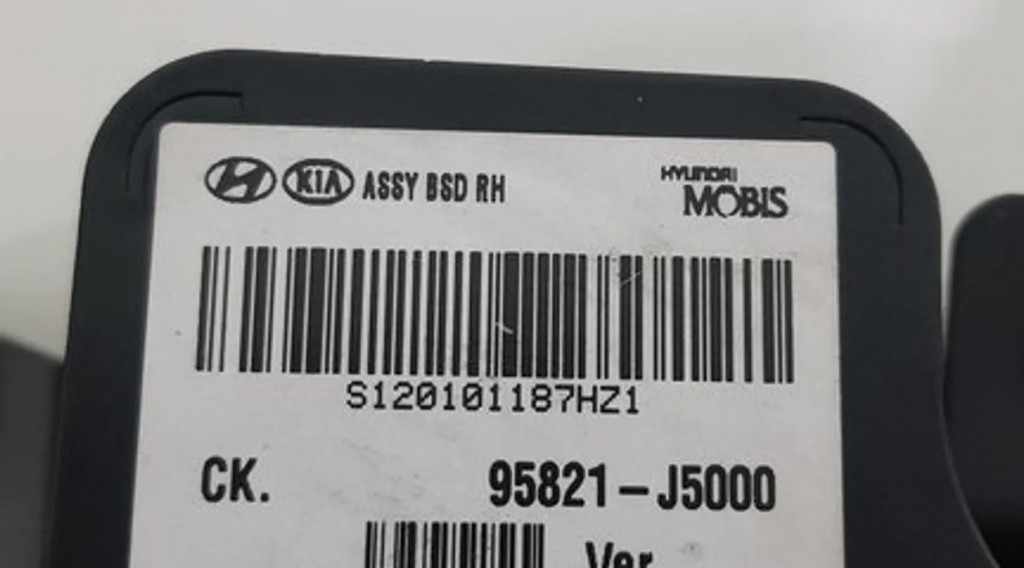 KIA ASSY BSD RH
HYUNDAI
MOBIS
S120101187HZ1
CK. 95821-J5000
Ver